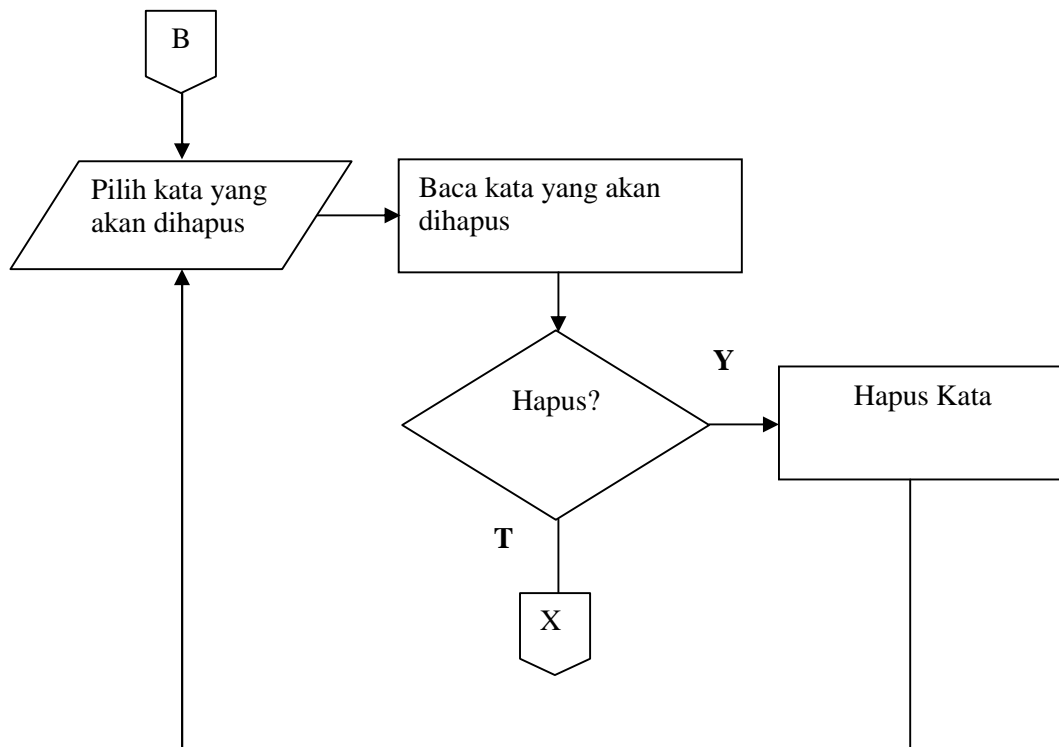 B
Pilih kata yang
akan dihapus
Baca kata yang akan
dihapus
Hapus?
Y
Hapus Kata
T
X